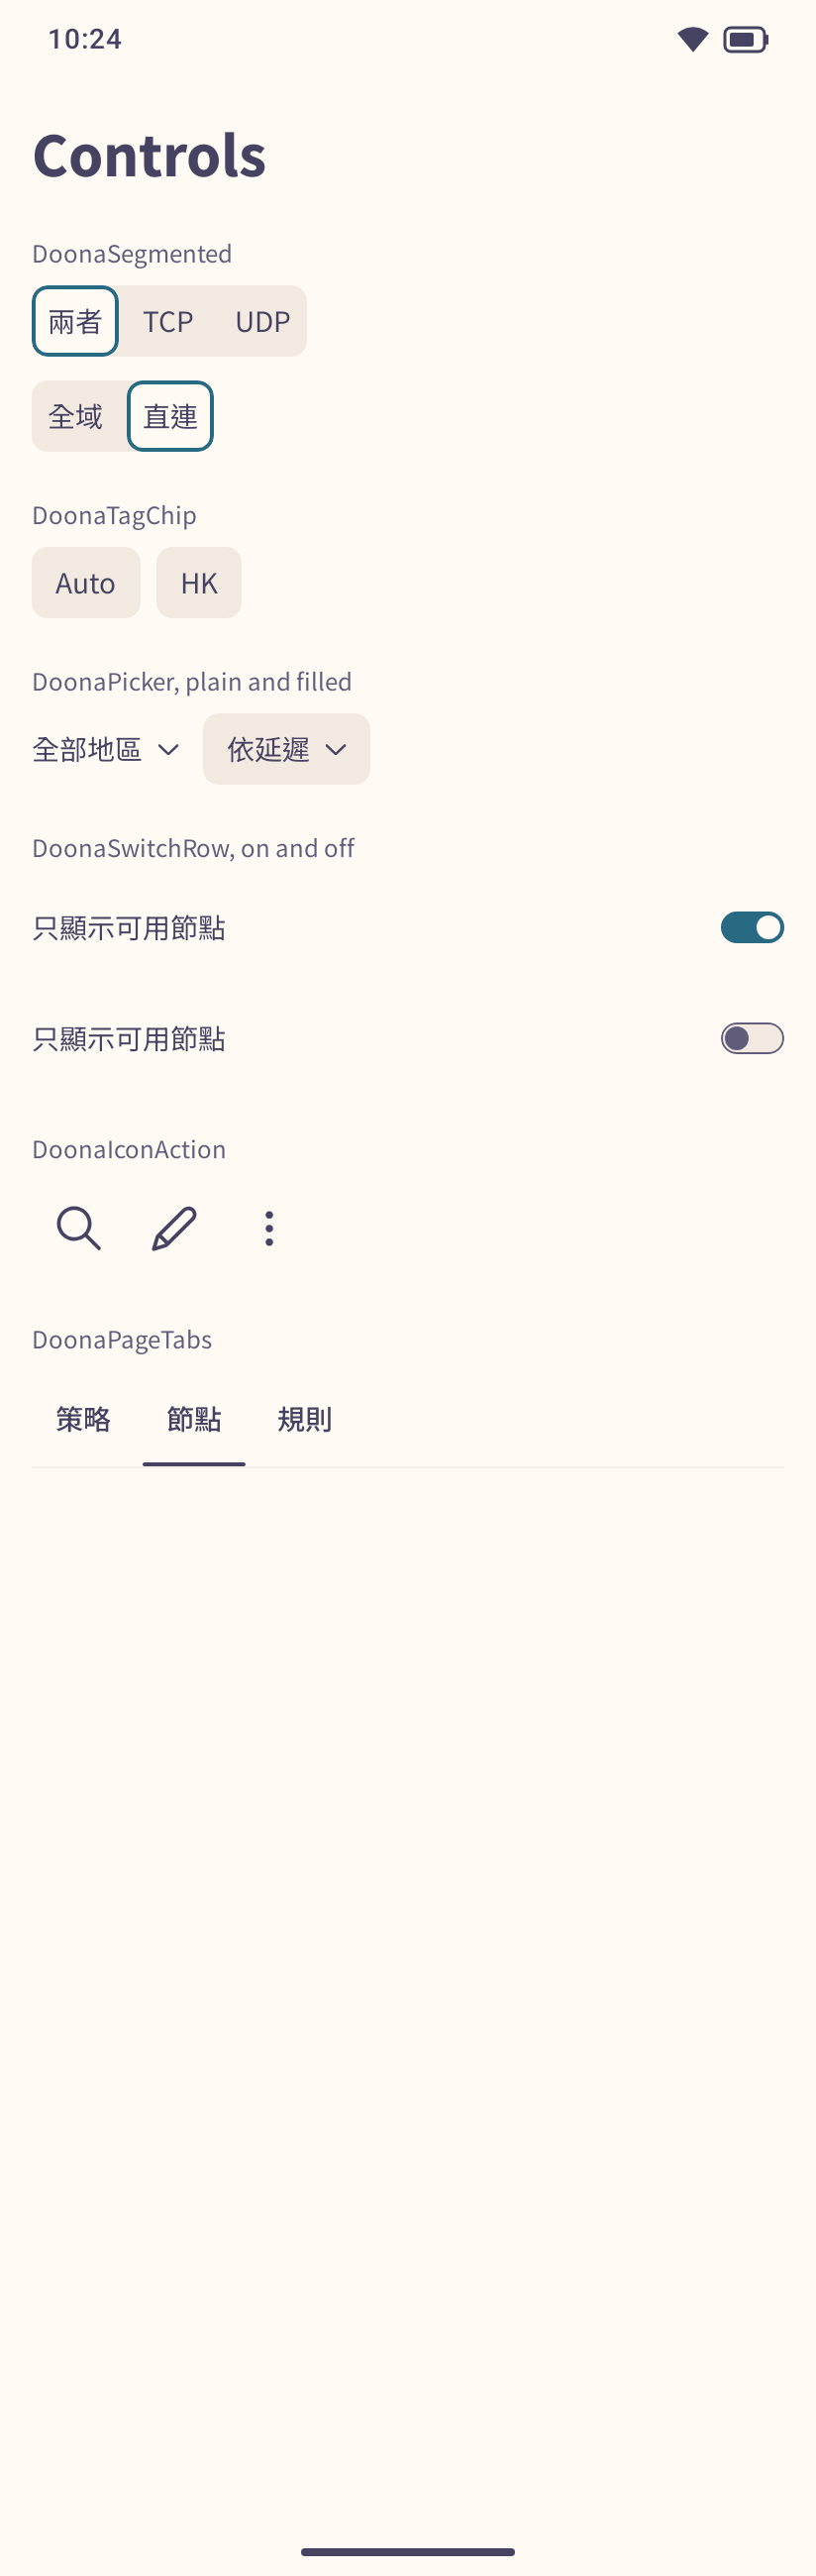 10:24
Controls
DoonaSegmented
兩者 TCP UDP
全域 直連
DoonaTagChip
Auto HK
DoonaPicker, plain and filled
全部地區 依延遲
DoonaSwitchRow, on and off
只顯示可用節點
只顯示可用節點
DoonaIconAction
DoonaPageTabs
策略 節點 規則